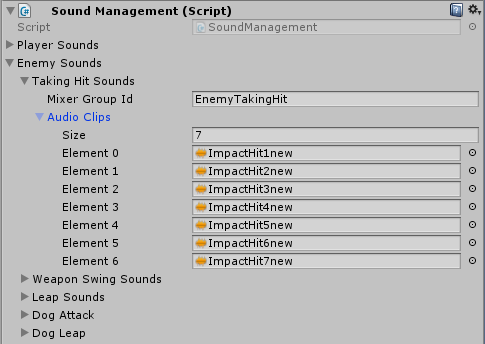 Sound Management (Script)
Script SoundManagement
Player Sounds
Enemy Sounds
Taking Hit Sounds
Mixer Group Id EnemyTakingHit
Audio Clips
Size 7
Element 0 ImpactHit1new
Element 1 ImpactHit2new
Element 2 ImpactHit3new
Element 3 ImpactHit4new
Element 4 ImpactHit5new
Element 5 ImpactHit6new
Element 6 ImpactHit7new
Weapon Swing Sounds
Leap Sounds
Dog Attack
Dog Leap